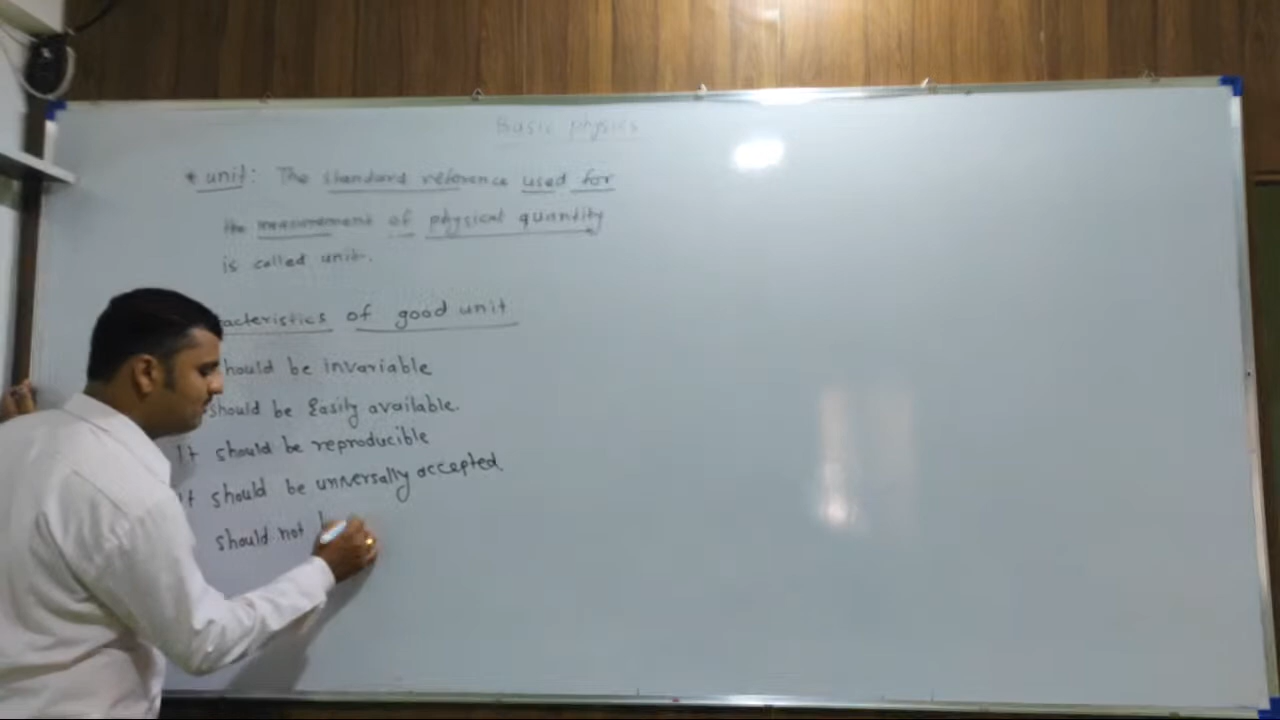 Basic physics
* unit: The standard reference used for
the measurement of physical quantity
is called unit.
acteristics of good unit
hould be invariable
should be Easily available.
It should be reproducible
It should be unversally accepted
should not b